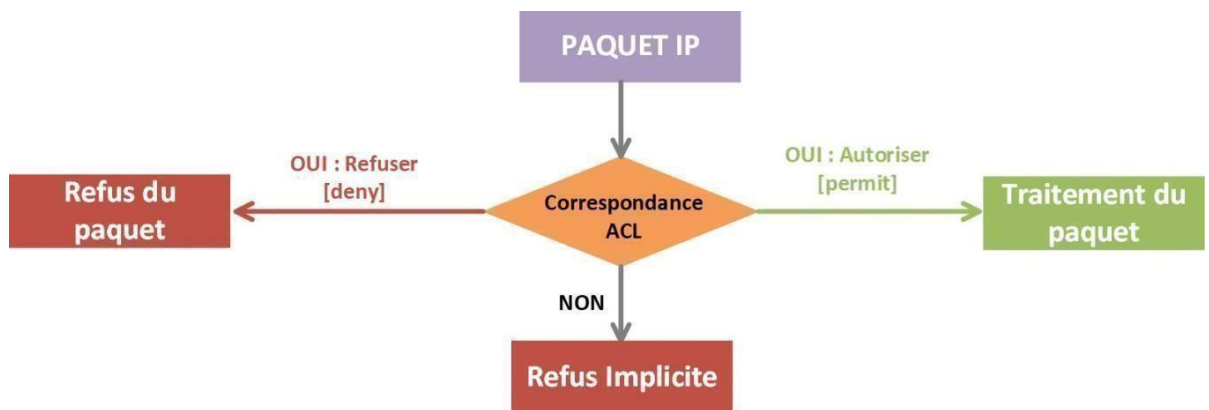 PAQUET IP
OUI : Refuser
[deny]
OUI : Autoriser
[permit]
Refus du
paquet
Correspondance
ACL
Traitement du
paquet
NON
Refus Implicite